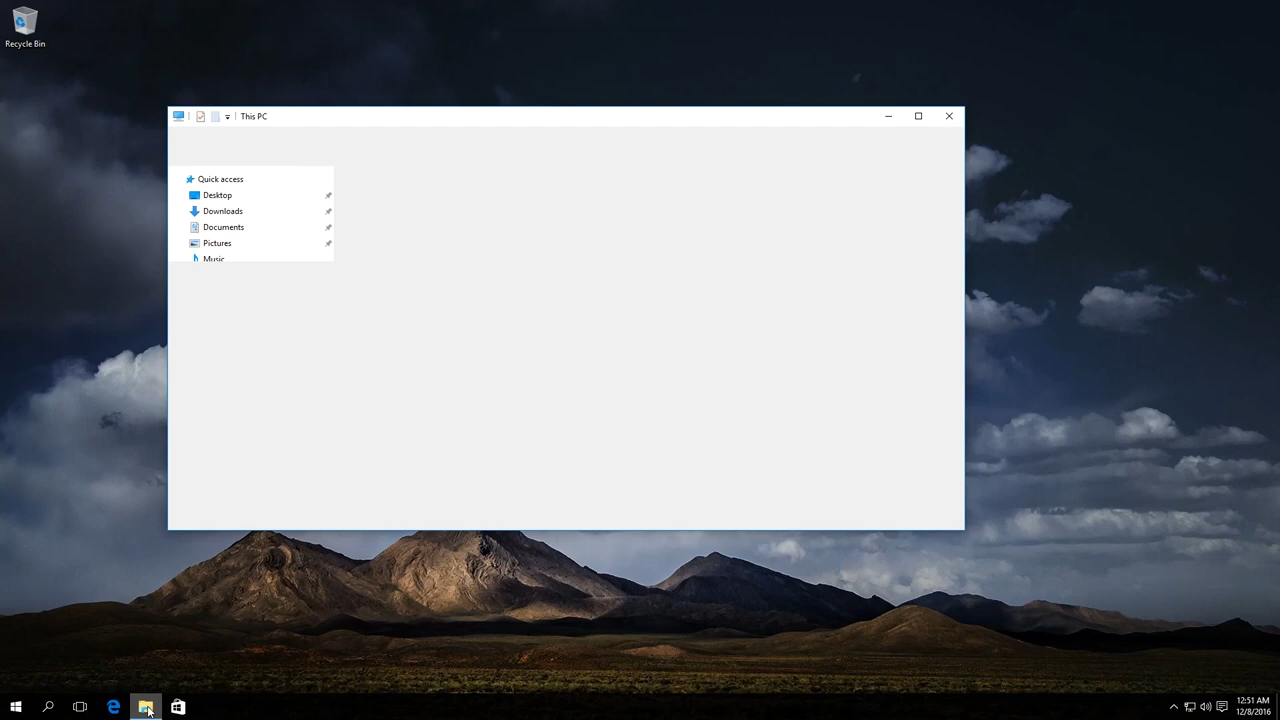 Recycle Bin
This PC
Quick access
Desktop
Downloads
Documents
Pictures
Music
12:51 AM
12/8/2016